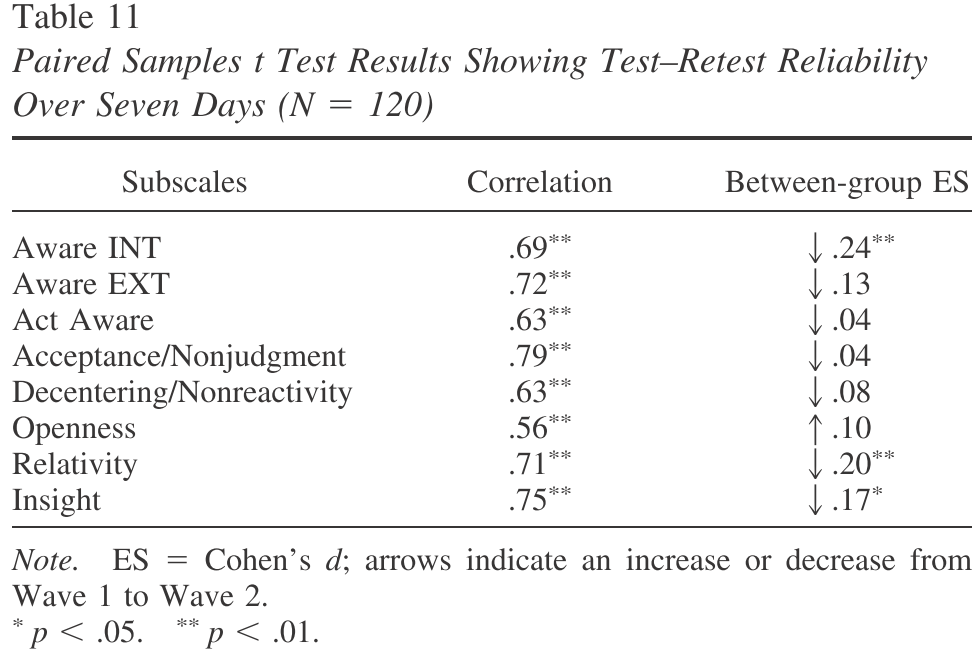 Table 11
Paired Samples t Test Results Showing Test–Retest Reliability
Over Seven Days (N = 120)
Subscales Correlation Between-group ES
Aware INT .69** ↓ .24**
Aware EXT .72** ↓ .13
Act Aware .63** ↓ .04
Acceptance/Nonjudgment .79** ↓ .04
Decentering/Nonreactivity .63** ↓ .08
Openness .56** ↑ .10
Relativity .71** ↓ .20**
Insight .75** ↓ .17*
Note. ES = Cohen’s d; arrows indicate an increase or decrease from
Wave 1 to Wave 2.
* p < .05. ** p < .01.